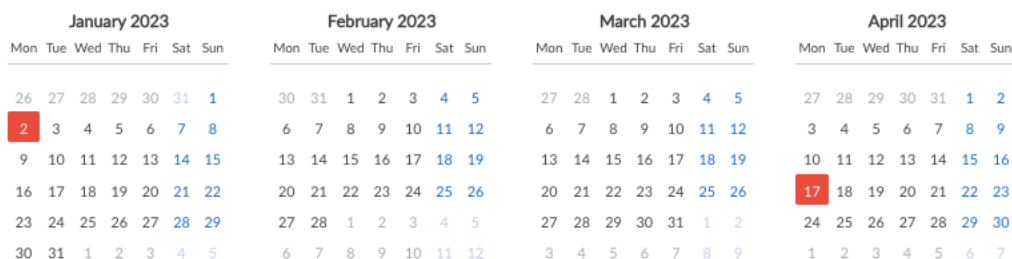 January 2023 February 2023 March 2023 April 2023
Mon Tue Wed Thu Fri Sat Sun Mon Tue Wed Thu Fri Sat Sun Mon Tue Wed Thu Fri Sat Sun Mon Tue Wed Thu Fri Sat Sun
26 27 28 29 30 31 1 30 31 1 2 3 4 5 27 28 1 2 3 4 5 27 28 29 30 31 1 2
2 3 4 5 6 7 8 6 7 8 9 10 11 12 6 7 8 9 10 11 12 3 4 5 6 7 8 9
9 10 11 12 13 14 15 13 14 15 16 17 18 19 13 14 15 16 17 18 19 10 11 12 13 14 15 16
16 17 18 19 20 21 22 20 21 22 23 24 25 26 20 21 22 23 24 25 26 17 18 19 20 21 22 23
23 24 25 26 27 28 29 27 28 1 2 3 4 5 27 28 29 30 31 1 2 24 25 26 27 28 29 30
30 31 1 2 3 4 5 6 7 8 9 10 11 12 3 4 5 6 7 8 9 1 2 3 4 5 6 7